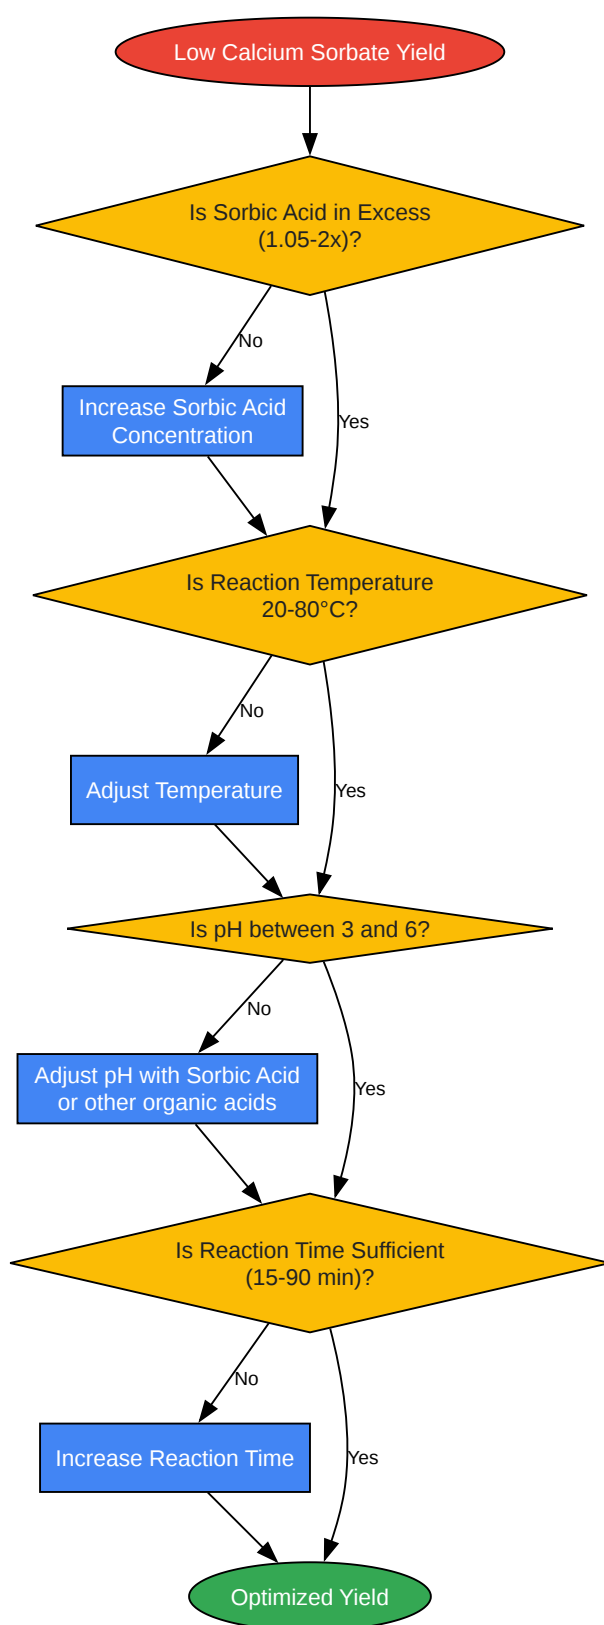 Low Calcium Sorbate Yield
Is Sorbic Acid in Excess
(1.05-2x)?
No
Increase Sorbic Acid
Concentration
Yes
Is Reaction Temperature
20-80°C?
No
Adjust Temperature
Yes
Is pH between 3 and 6?
No
Adjust pH with Sorbic Acid
or other organic acids
Yes
Is Reaction Time Sufficient
(15-90 min)?
No
Increase Reaction Time
Yes
Optimized Yield